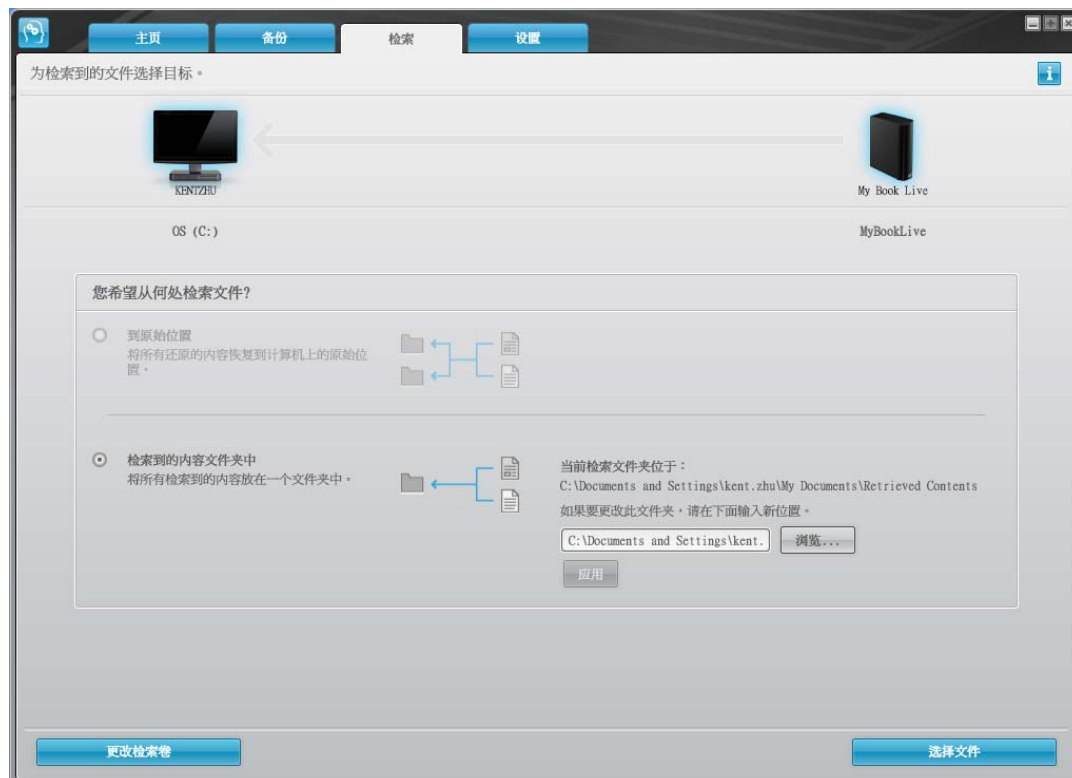 主页
备份
检索
设置
为检索到的文件选择目标。
KENTZHU
My Book Live
OS (C:)
MyBookLive
您希望从何处检索文件?
到原始位置
将所有还原的内容恢复到计算机上的原始位
置。
检索到的内容文件夹中
将所有检索到的内容放在一个文件夹中。
当前检索文件夹位于：
C:\Documents and Settings\kent.zhu\My Documents\Retrieved Contents
如果要更改此文件夹，请在下面输入新位置。
C:\Documents and Settings\kent.
浏览...
应用
更改检索卷
选择文件